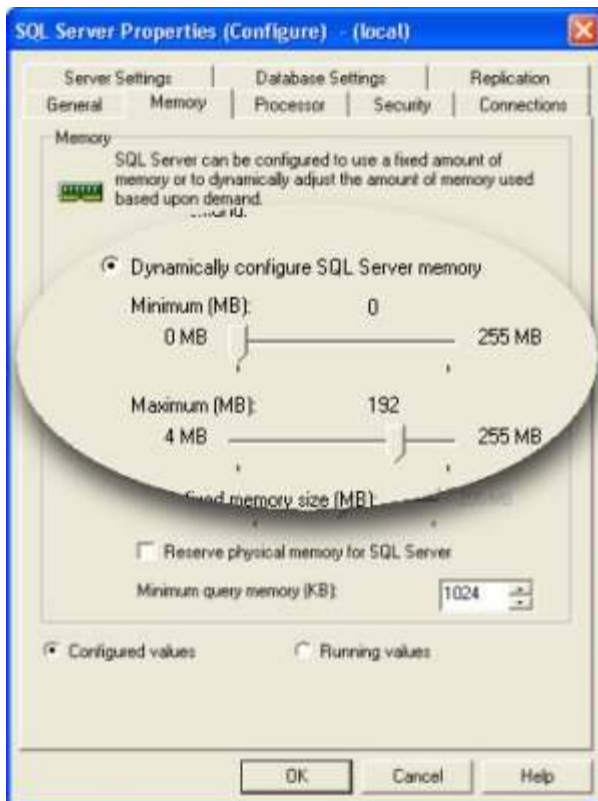 SQL Server Properties (Configure) - (local)
Server Settings Database Settings Replication
General Memory Processor Security Connections
Memory
SQL Server can be configured to use a fixed amount of
memory or to dynamically adjust the amount of memory used
based upon demand.
Dynamically configure SQL Server memory
Minimum (MB): 0
0 MB 255 MB
Maximum (MB): 192
4 MB 255 MB
fixed memory size (MB):
Reserve physical memory for SQL Server
Minimum query memory (KB): 1024
Configured values Running values
OK Cancel Help